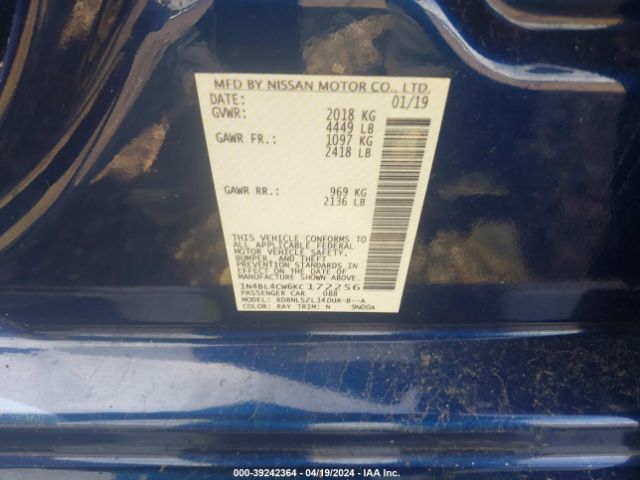 MFD BY NISSAN MOTOR CO., LTD.
DATE: 01/19
GVWR: 2018 KG
4449 LB
GAWR FR.: 1097 KG
2418 LB
GAWR RR.: 969 KG
2136 LB
THIS VEHICLE CONFORMS TO
ALL APPLICABLE FEDERAL
MOTOR VEHICLE SAFETY,
BUMPER, AND THEFT
PREVENTION STANDARDS IN
EFFECT ON THE DATE OF
MANUFACTURE SHOWN ABOVE.
1N4BL4CW6KC172256
PASSENGER CAR 088
MODEL: BDBNLSZL34DUA-B--A
COLOR: RAY TRIM: N 9N00A
000-39242364 - 04/19/2024 - IAA Inc.